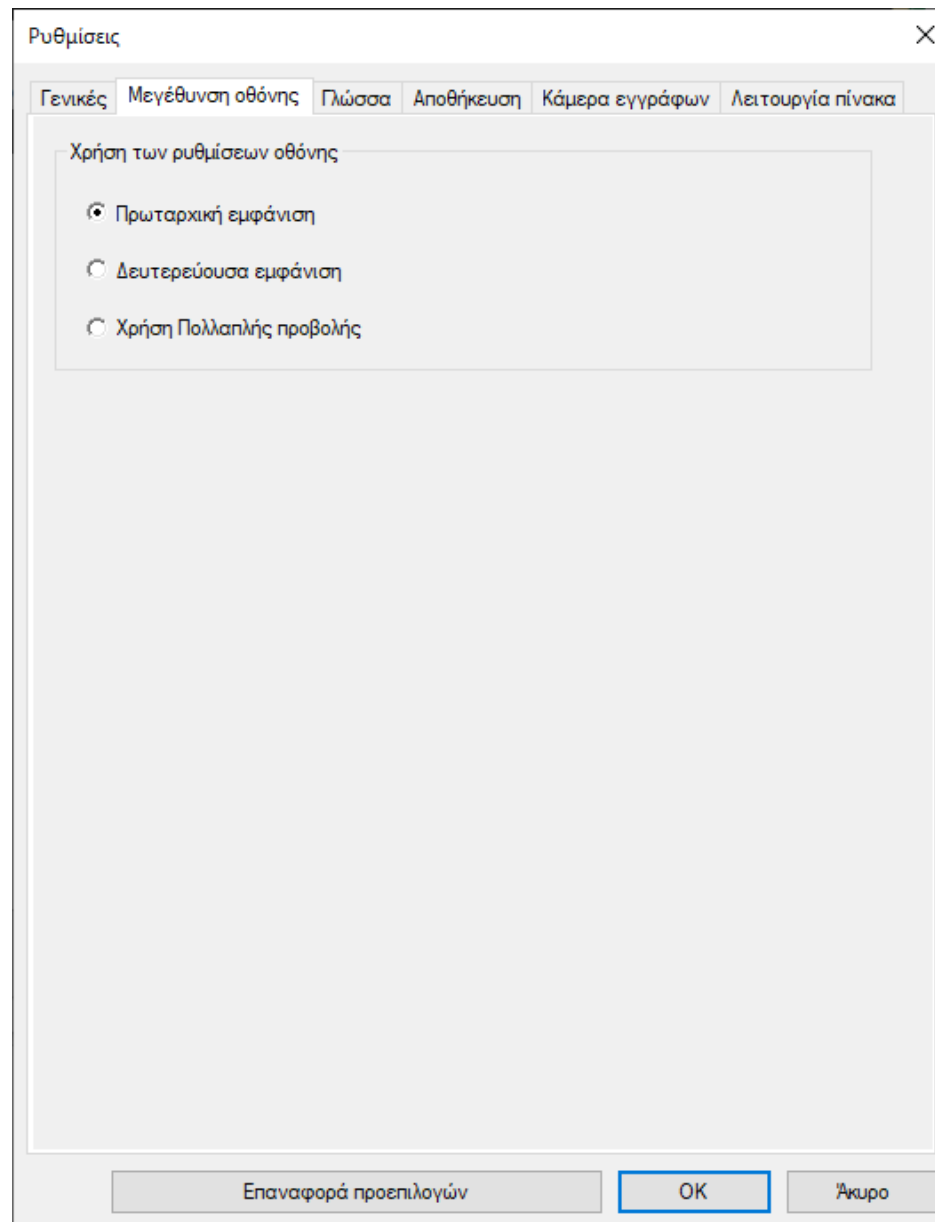 Ρυθμίσεις
Γενικές Μεγέθυνση οθόνης Γλώσσα Αποθήκευση Κάμερα εγγράφων Λειτουργία πίνακα
Χρήση των ρυθμίσεων οθόνης
Πρωταρχική εμφάνιση
Δευτερεύουσα εμφάνιση
Χρήση Πολλαπλής προβολής
Επαναφορά προεπιλογών OK Άκυρο